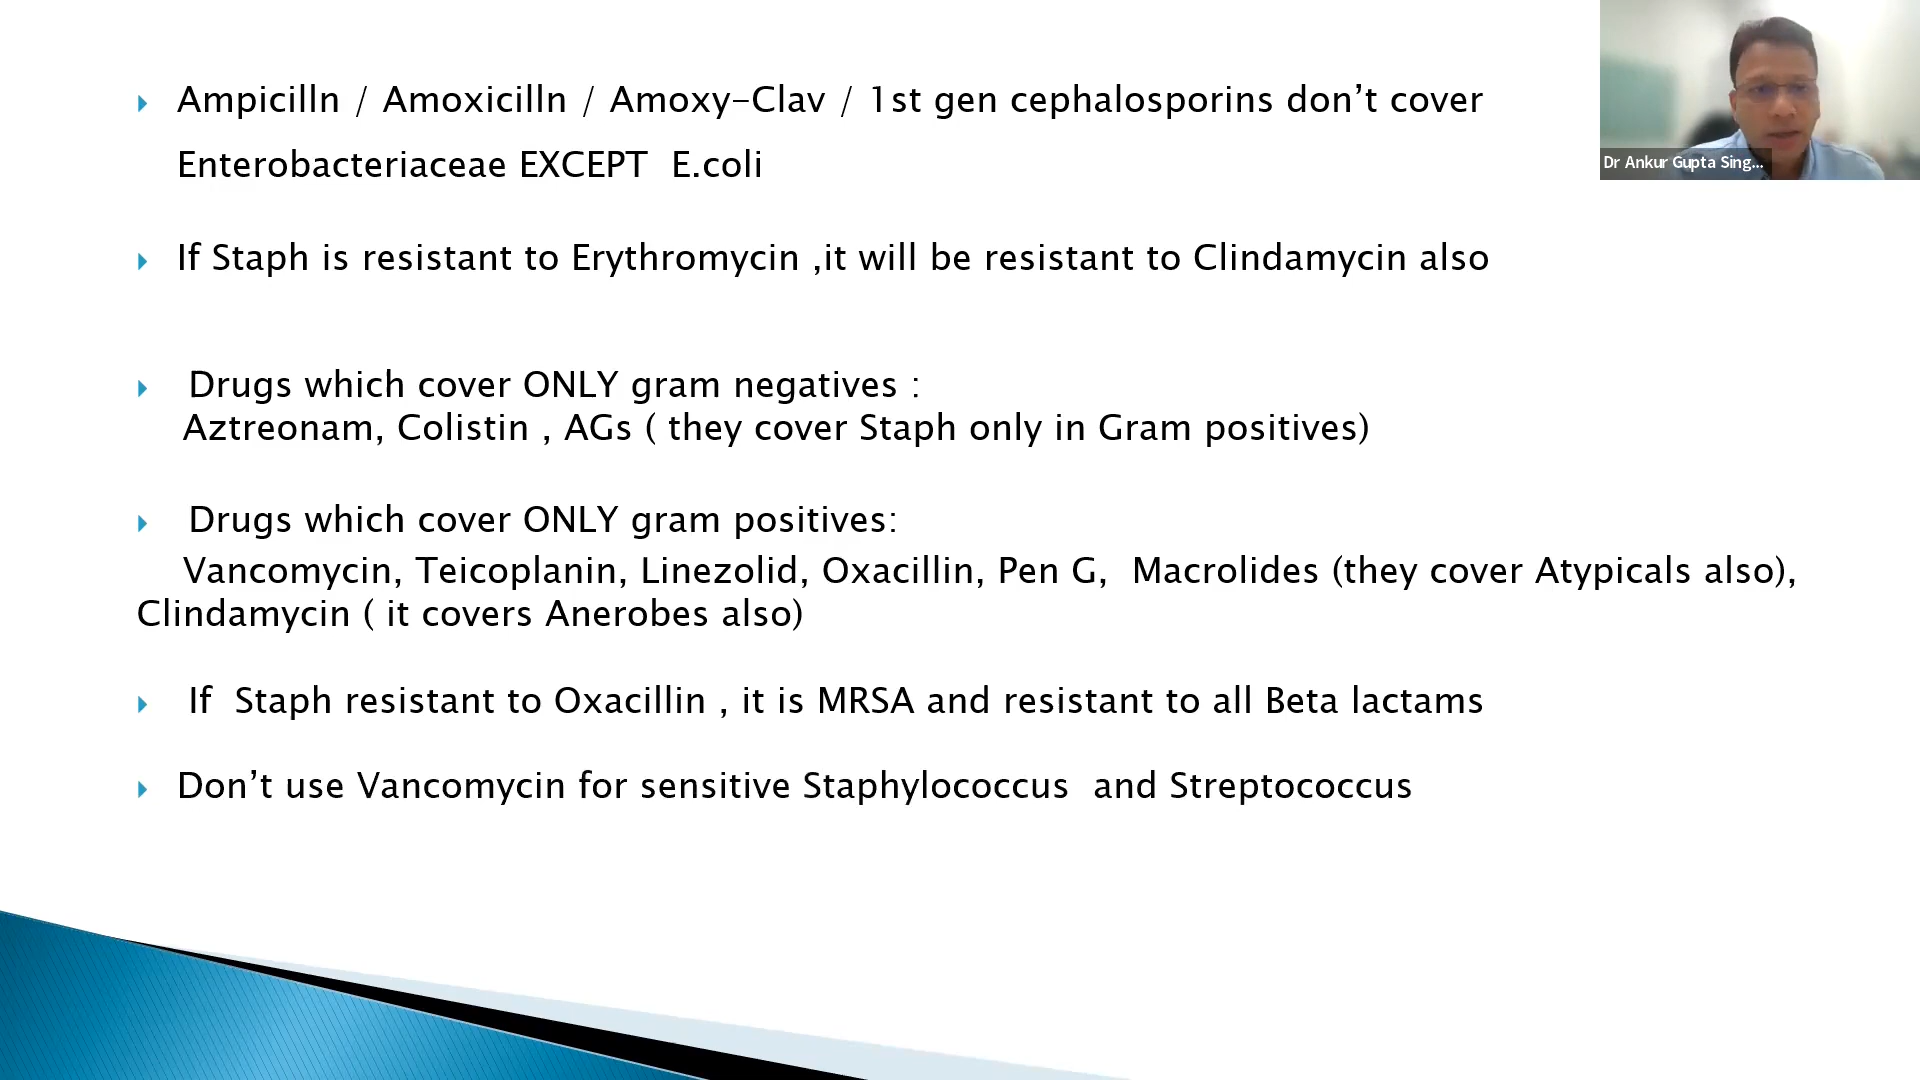 Ampicilln / Amoxicilln / Amoxy-Clav / 1st gen cephalosporins don’t cover
Enterobacteriaceae EXCEPT E.coli
If Staph is resistant to Erythromycin ,it will be resistant to Clindamycin also
Drugs which cover ONLY gram negatives :
Aztreonam, Colistin , AGs ( they cover Staph only in Gram positives)
Drugs which cover ONLY gram positives:
Vancomycin, Teicoplanin, Linezolid, Oxacillin, Pen G, Macrolides (they cover Atypicals also),
Clindamycin ( it covers Anerobes also)
If Staph resistant to Oxacillin , it is MRSA and resistant to all Beta lactams
Don’t use Vancomycin for sensitive Staphylococcus and Streptococcus
Dr Ankur Gupta Sing...